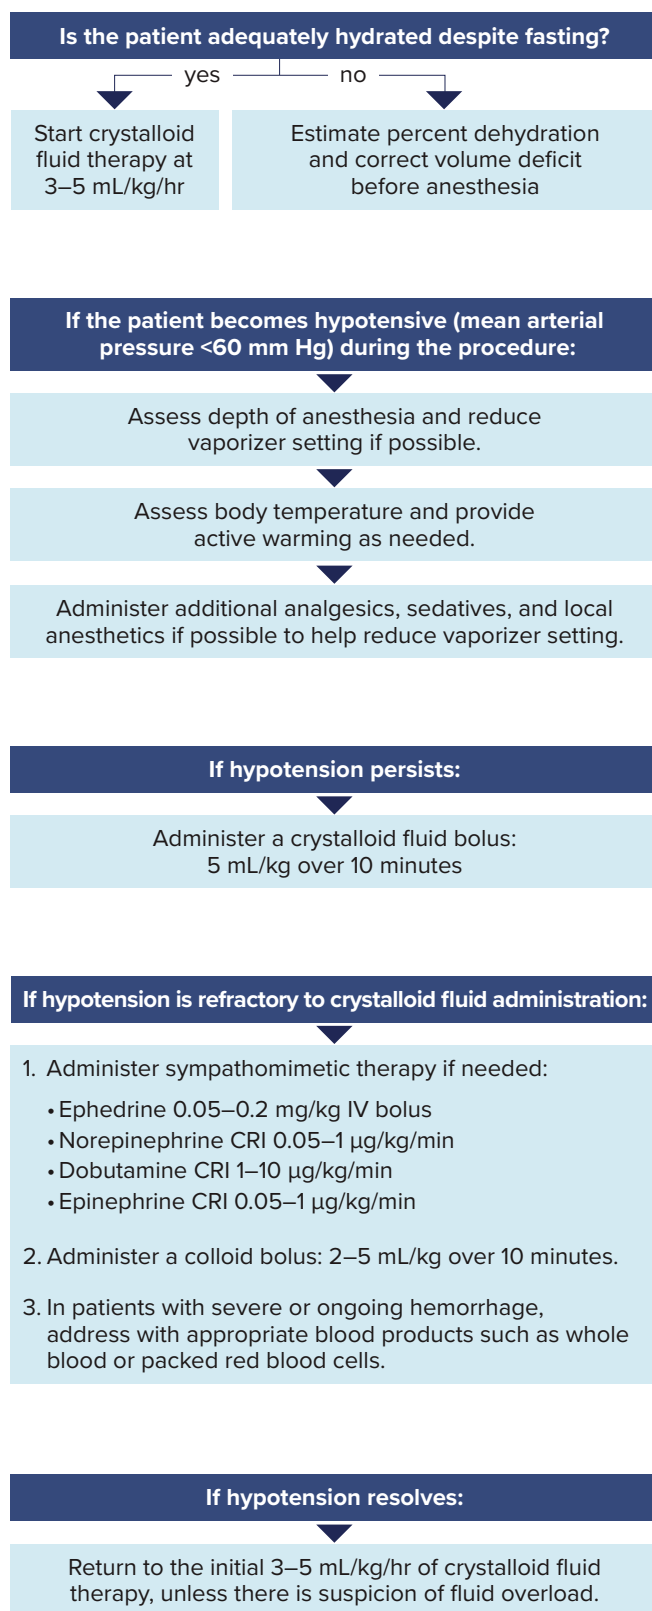 Is the patient adequately hydrated despite fasting?
yes
no
Start crystalloid
fluid therapy at
3–5 mL/kg/hr
Estimate percent dehydration
and correct volume deficit
before anesthesia
If the patient becomes hypotensive (mean arterial
pressure <60 mm Hg) during the procedure:
Assess depth of anesthesia and reduce
vaporizer setting if possible.
Assess body temperature and provide
active warming as needed.
Administer additional analgesics, sedatives, and local
anesthetics if possible to help reduce vaporizer setting.
If hypotension persists:
Administer a crystalloid fluid bolus:
5 mL/kg over 10 minutes
If hypotension is refractory to crystalloid fluid administration:
1. Administer sympathomimetic therapy if needed:
• Ephedrine 0.05–0.2 mg/kg IV bolus
• Norepinephrine CRI 0.05–1 µg/kg/min
• Dobutamine CRI 1–10 µg/kg/min
• Epinephrine CRI 0.05–1 µg/kg/min
2. Administer a colloid bolus: 2–5 mL/kg over 10 minutes.
3. In patients with severe or ongoing hemorrhage,
address with appropriate blood products such as whole
blood or packed red blood cells.
If hypotension resolves:
Return to the initial 3–5 mL/kg/hr of crystalloid fluid
therapy, unless there is suspicion of fluid overload.